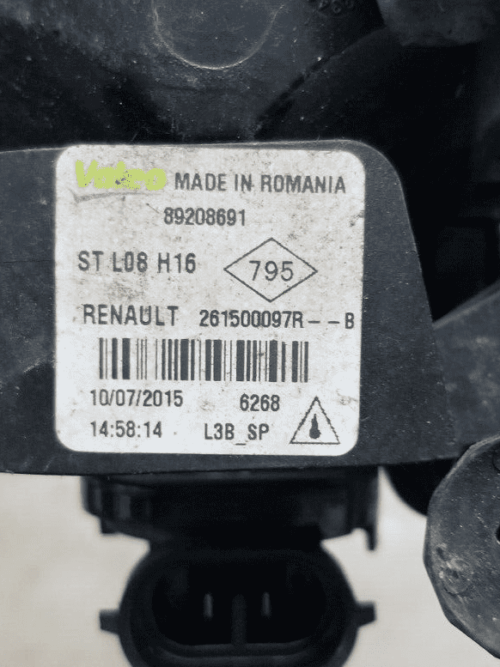 Valeo MADE IN ROMANIA
89208691
ST L08 H16 795
RENAULT 261500097R--B
10/07/2015 6268
14:58:14 L3B_SP